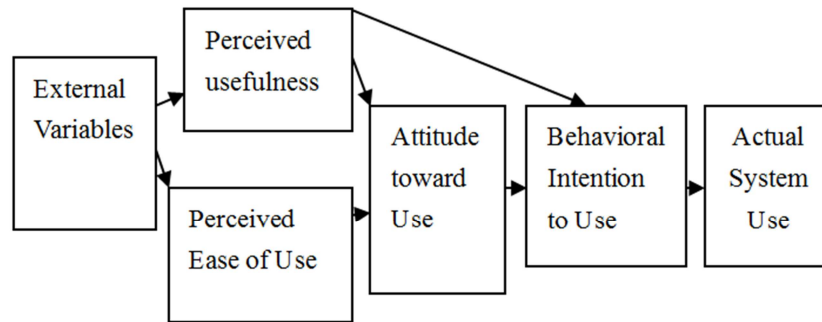 External
Variables
Perceived
usefulness
Perceived
Ease of Use
Attitude
toward
Use
Behavioral
Intention
to Use
Actual
System
Use